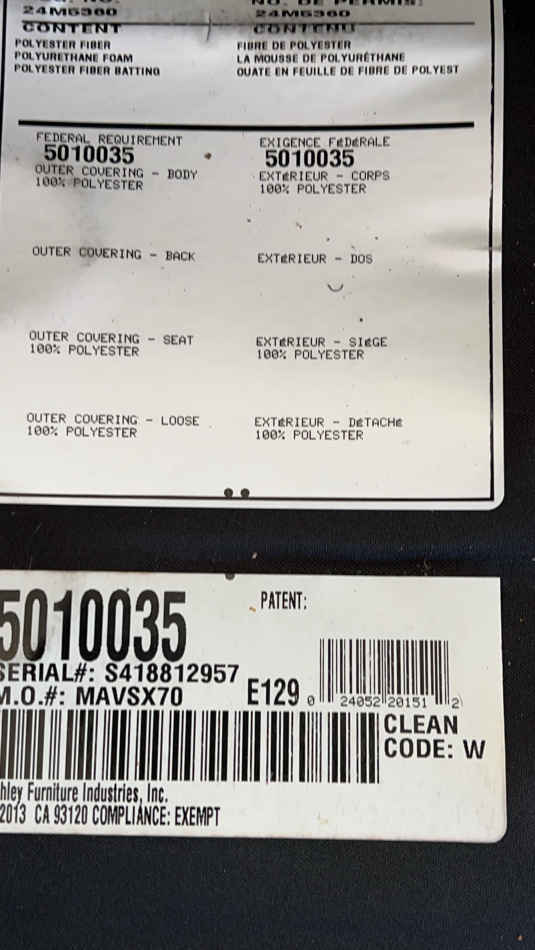 24M5360 24M5360
CONTENT CONTENU
POLYESTER FIBER FIBRE DE POLYESTER
POLYURETHANE FOAM LA MOUSSE DE POLYURÉTHANE
POLYESTER FIBER BATTING OUATE EN FEUILLE DE FIBRE DE POLYEST
FEDERAL REQUIREMENT EXIGENCE FÉDÉRALE
5010035 5010035
OUTER COVERING - BODY EXTÉRIEUR - CORPS
100% POLYESTER 100% POLYESTER
OUTER COVERING - BACK EXTÉRIEUR - DOS
OUTER COVERING - SEAT EXTÉRIEUR - SIÉGE
100% POLYESTER 100% POLYESTER
OUTER COVERING - LOOSE EXTÉRIEUR - DÉTACHÉ
100% POLYESTER 100% POLYESTER
5010035 PATENT:
SERIAL#: S418812957
M.O.#: MAVSX70 E129 0 24052 20151 2
CLEAN
CODE: W
hley Furniture Industries, Inc.
2013 CA 93120 COMPLIANCE: EXEMPT